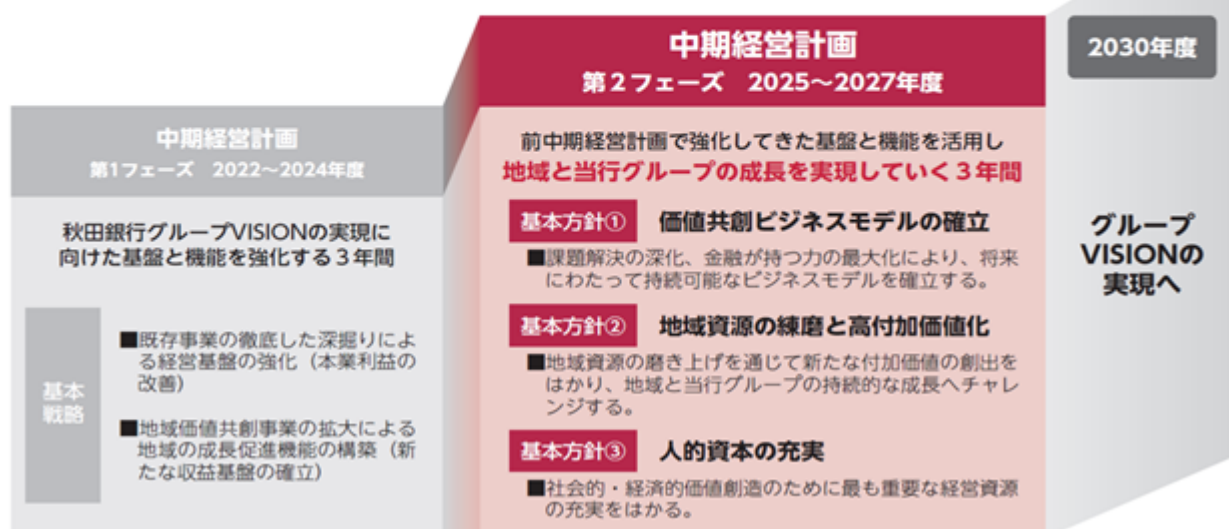 中期経営計画
第1フェーズ 2022〜2024年度
秋田銀行グループVISIONの実現に
向けた基盤と機能を強化する３年間
基本
戦略
■既存事業の徹底した深掘りによ
る経営基盤の強化（本業利益の
改善）
■地域価値共創事業の拡大による
地域の成長促進機能の構築（新
たな収益基盤の確立）
中期経営計画
第２フェーズ 2025〜2027年度
前中期経営計画で強化してきた基盤と機能を活用し
地域と当行グループの成長を実現していく３年間
基本方針① 価値共創ビジネスモデルの確立
■課題解決の深化、金融が持つ力の最大化により、将来
にわたって持続可能なビジネスモデルを確立する。
基本方針② 地域資源の練磨と高付加価値化
■地域資源の磨き上げを通じて新たな付加価値の創出を
はかり、地域と当行グループの持続的な成長へチャレ
ンジする。
基本方針③ 人的資本の充実
■社会的・経済的価値創造のために最も重要な経営資源
の充実をはかる。
2030年度
グループ
VISIONの
実現へ